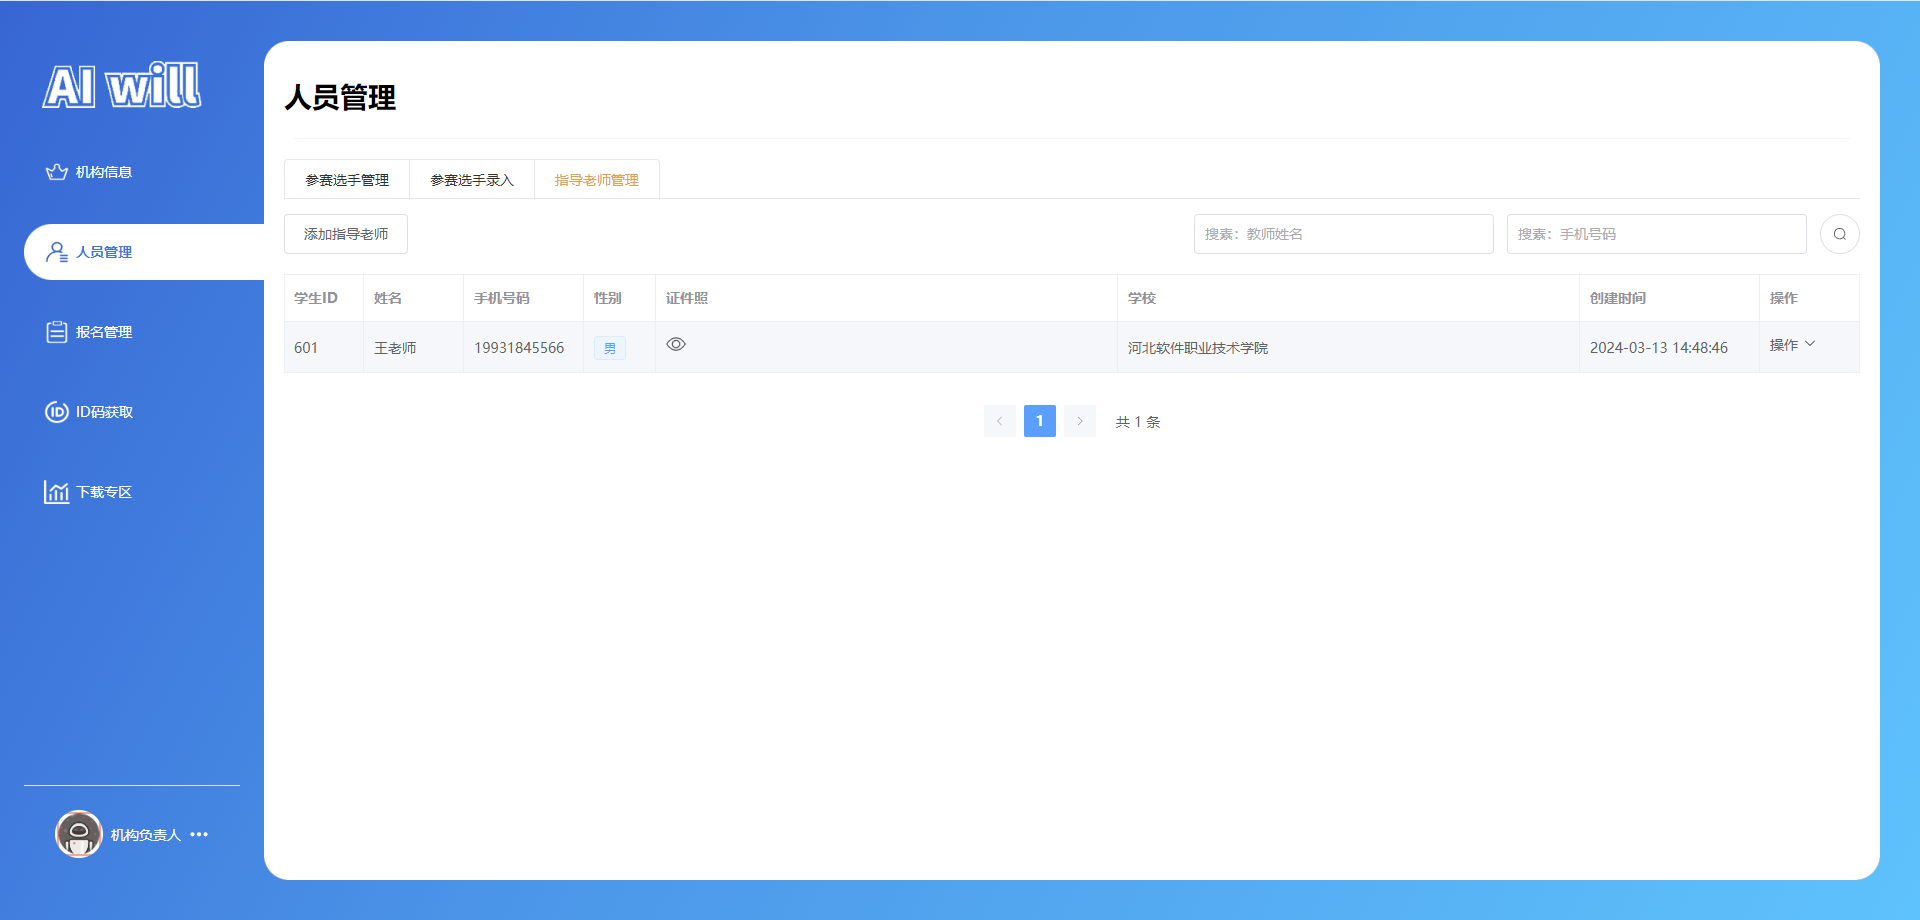 AI will
机构信息
人员管理
报名管理
ID码获取
下载专区
机构负责人
人员管理
参赛选手管理 参赛选手录入 指导老师管理
添加指导老师 搜素：教师姓名 搜素：手机号码
学生ID 姓名 手机号码 性别 证件照 学校 创建时间 操作
601 王老师 19931845566 男 河北软件职业技术学院 2024-03-13 14:48:46 操作
1 共 1 条